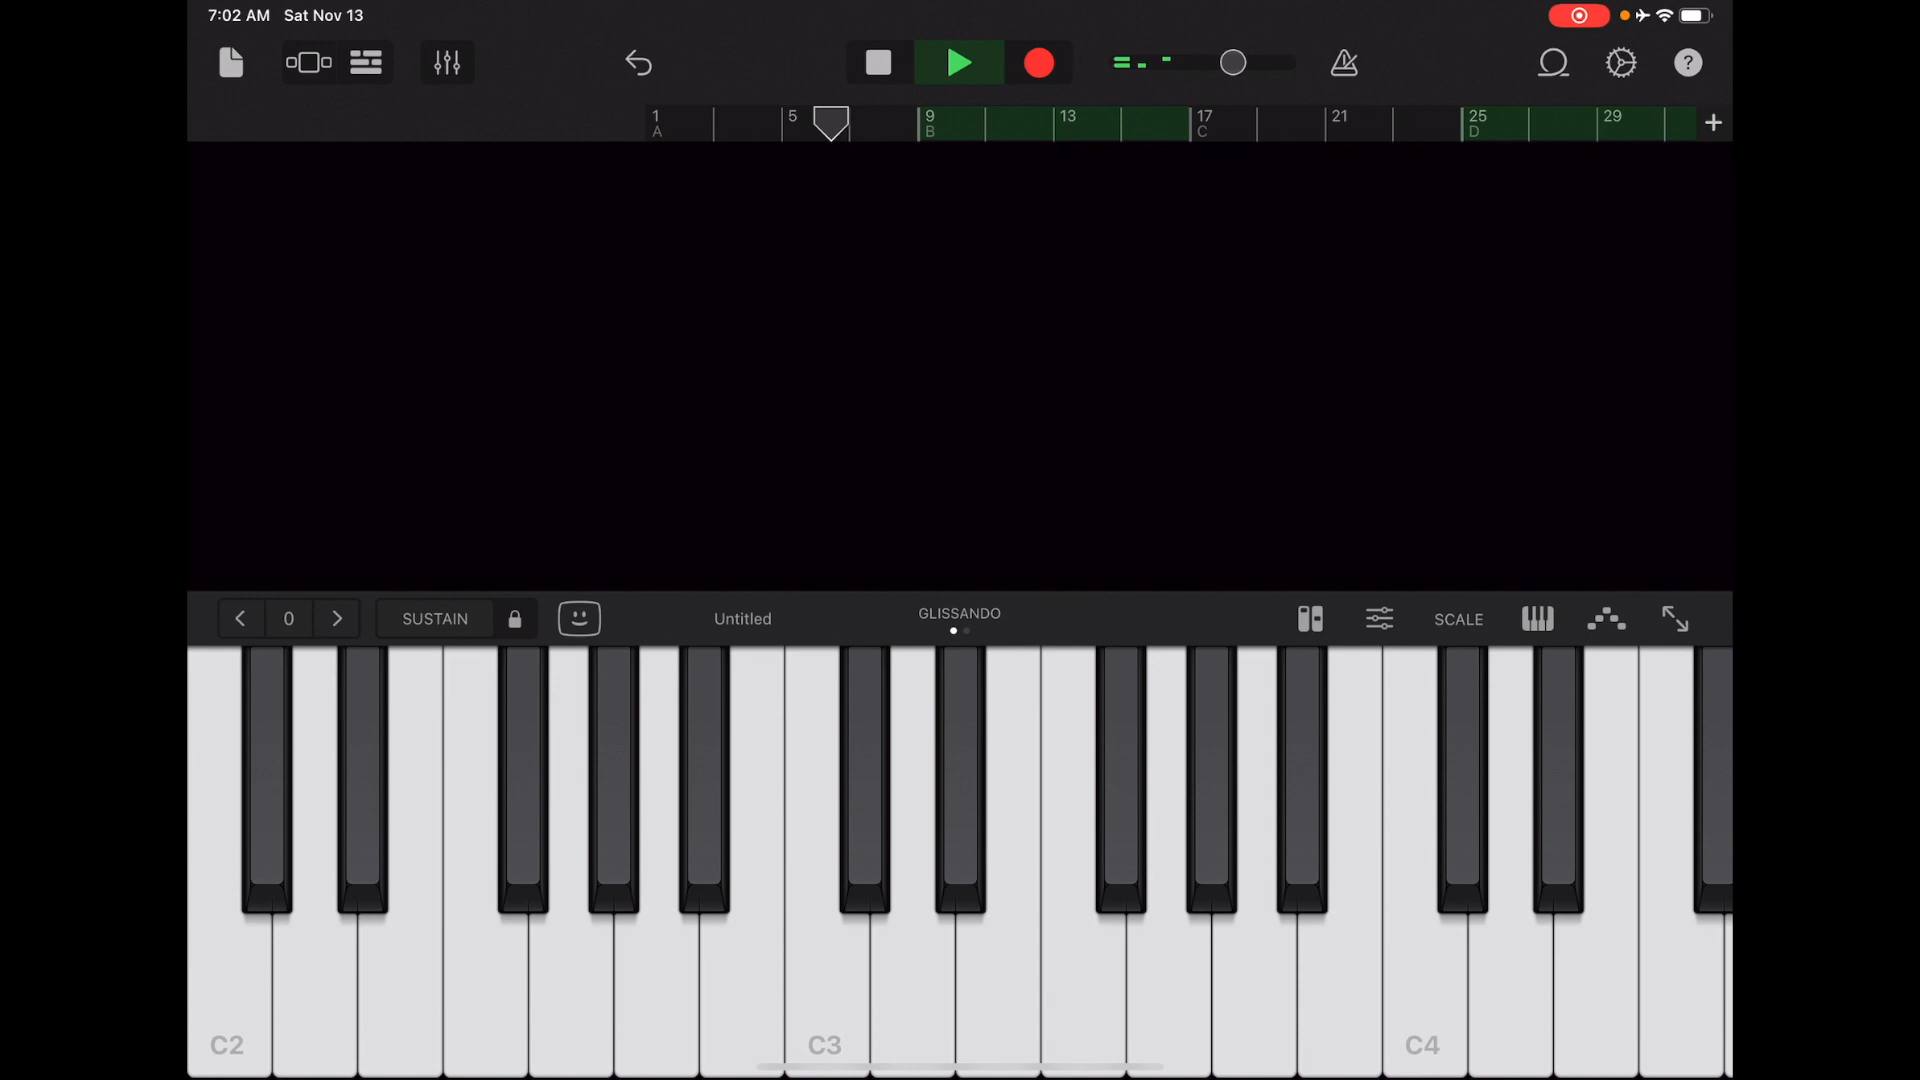 7:02 AM Sat Nov 13
1 5 9 13 17 21 25 29
A B C D
0 SUSTAIN Untitled GLISSANDO SCALE
C2 C3 C4